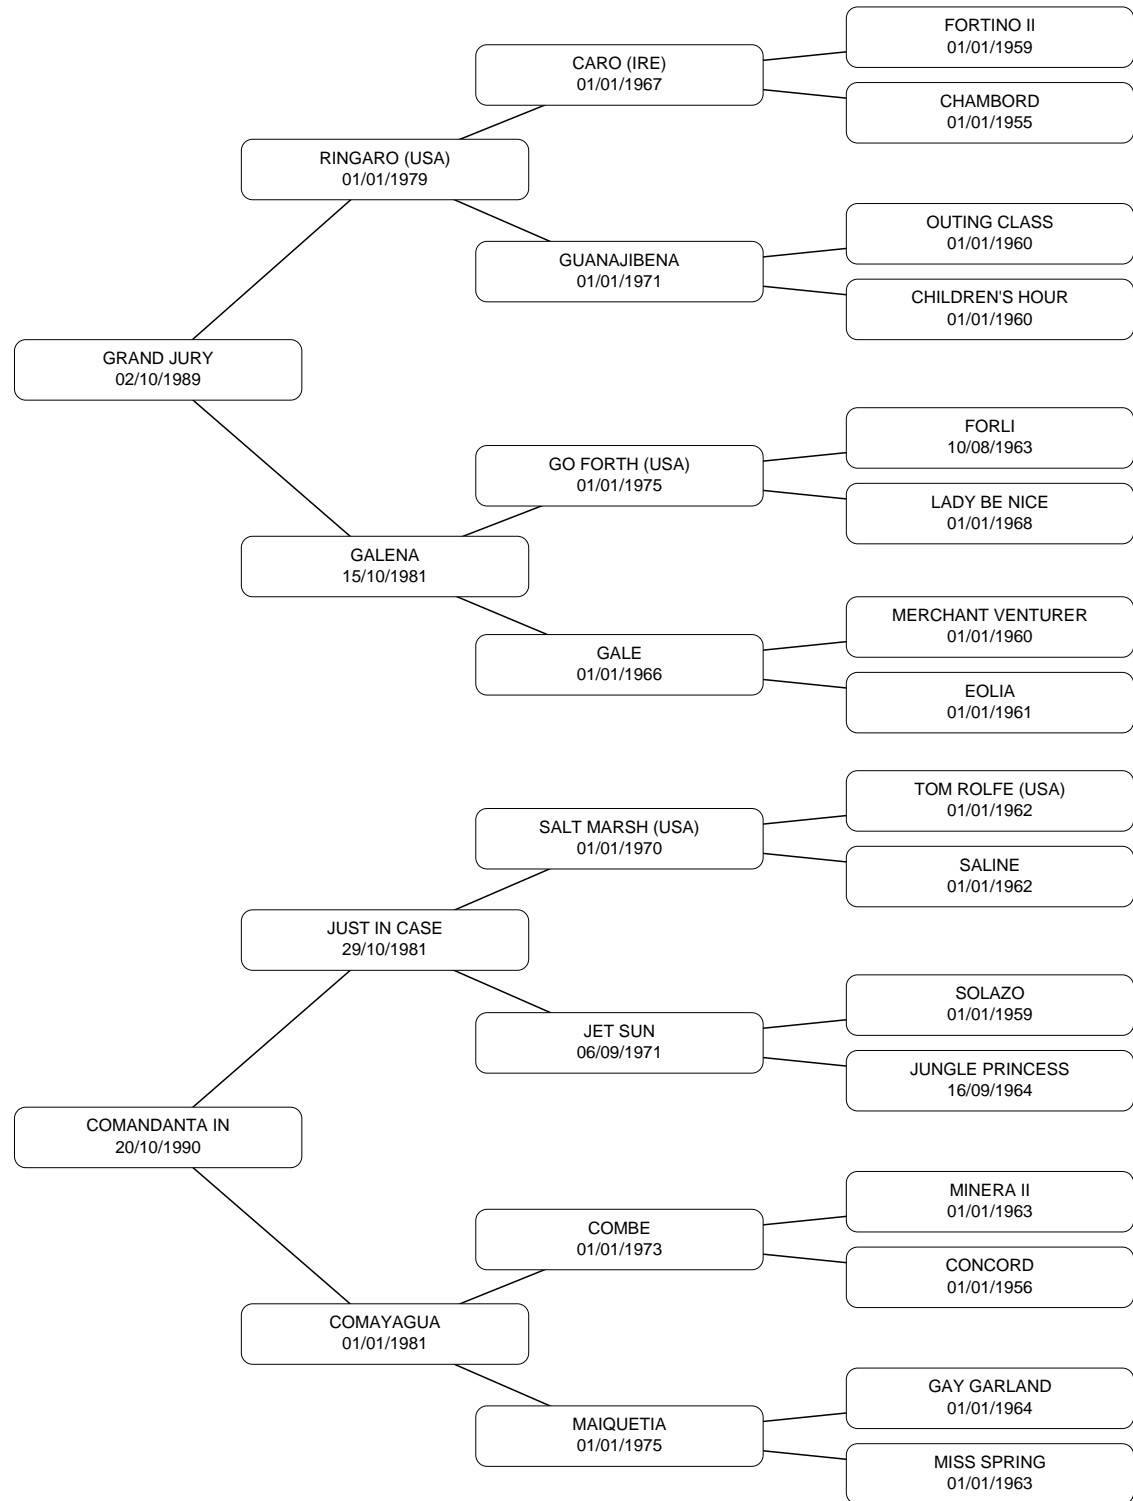 FORTINO II
01/01/1959
CARO (IRE)
01/01/1967
CHAMBORD
01/01/1955
RINGARO (USA)
01/01/1979
OUTING CLASS
01/01/1960
GUANAJIBENA
01/01/1971
CHILDREN'S HOUR
01/01/1960
GRAND JURY
02/10/1989
FORLI
10/08/1963
GO FORTH (USA)
01/01/1975
LADY BE NICE
01/01/1968
GALENA
15/10/1981
MERCHANT VENTURER
01/01/1960
GALE
01/01/1966
EOLIA
01/01/1961
TOM ROLFE (USA)
01/01/1962
SALT MARSH (USA)
01/01/1970
SALINE
01/01/1962
JUST IN CASE
29/10/1981
SOLAZO
01/01/1959
JET SUN
06/09/1971
JUNGLE PRINCESS
16/09/1964
COMANDANTA IN
20/10/1990
MINERA II
01/01/1963
COMBE
01/01/1973
CONCORD
01/01/1956
COMAYAGUA
01/01/1981
GAY GARLAND
01/01/1964
MAIQUETIA
01/01/1975
MISS SPRING
01/01/1963